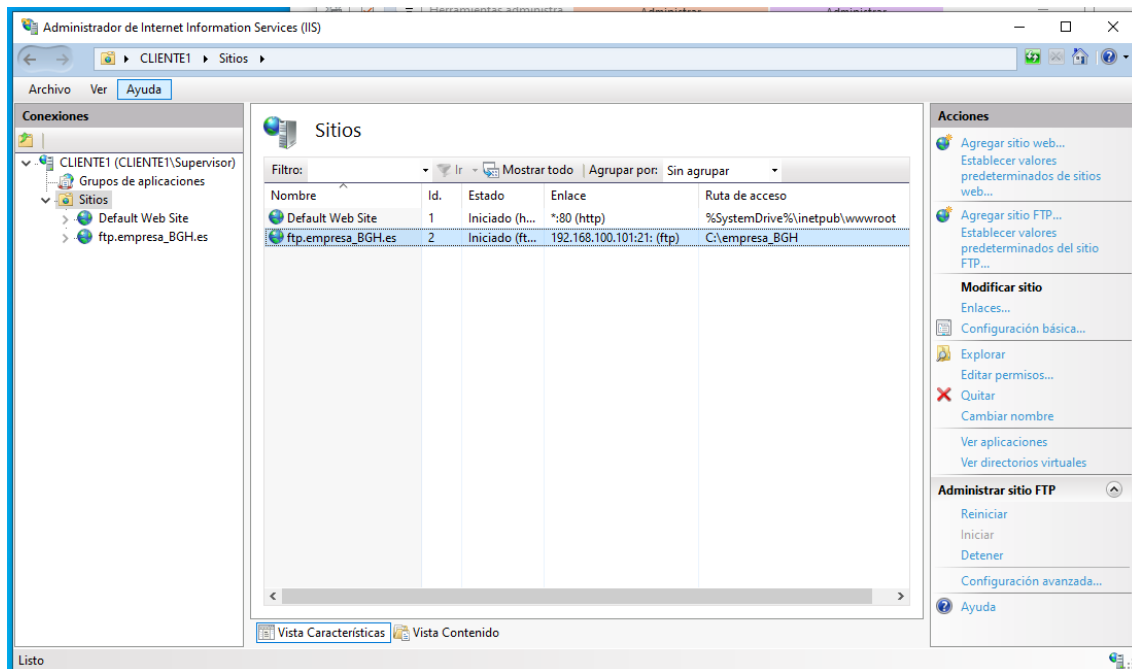 Herramientas administra Administrar Administrar
Administrador de Internet Information Services (IIS)
CLIENTE1 Sitios
Archivo Ver Ayuda
Conexiones
CLIENTE1 (CLIENTE1\Supervisor)
Grupos de aplicaciones
Sitios
Default Web Site
ftp.empresa_BGH.es
Sitios
Filtro: Ir Mostrar todo Agrupar por: Sin agrupar
Nombre Id. Estado Enlace Ruta de acceso
Default Web Site 1 Iniciado (h... *:80 (http) %SystemDrive%\inetpub\wwwroot
ftp.empresa_BGH.es 2 Iniciado (ft... 192.168.100.101:21: (ftp) C:\empresa_BGH
Vista Características Vista Contenido
Acciones
Agregar sitio web...
Establecer valores
predeterminados de sitios
web...
Agregar sitio FTP...
Establecer valores
predeterminados del sitio
FTP...
Modificar sitio
Enlaces...
Configuración básica...
Explorar
Editar permisos...
Quitar
Cambiar nombre
Ver aplicaciones
Ver directorios virtuales
Administrar sitio FTP
Reiniciar
Iniciar
Detener
Configuración avanzada...
Ayuda
Listo